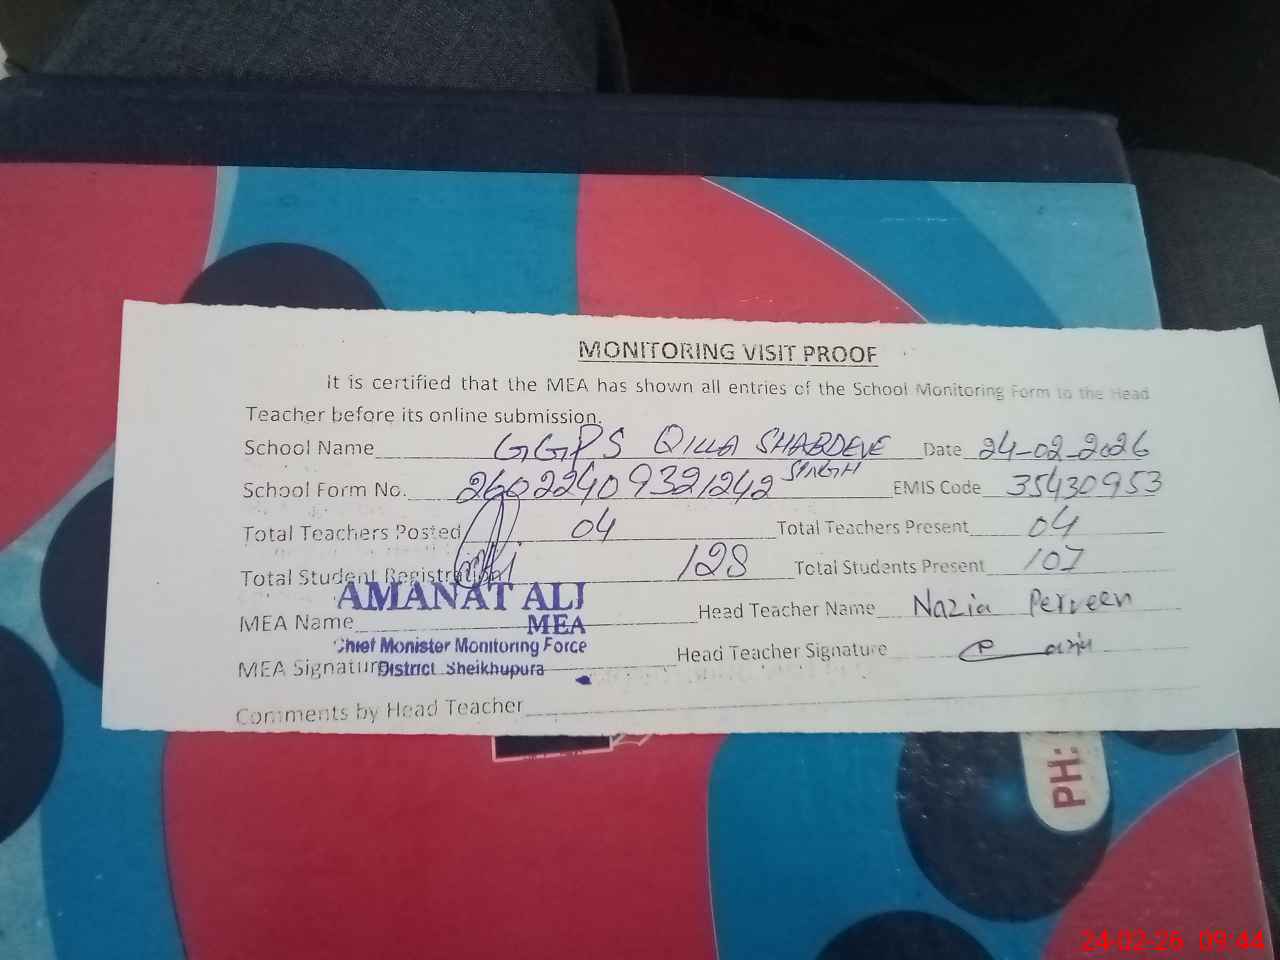 MONITORING VISIT PROOF
It is certified that the MEA has shown all entries of the School Monitoring Form to the Head
Teacher before its online submission.
School Name GGPS QILLA SHARDEVE SINGH Date 24-02-2026
School Form No. 26022409321242 EMIS Code 35430953
Total Teachers Posted 04 Total Teachers Present 04
Total Student Registration 128 Total Students Present 107
AMANAT ALI
MEA Name MEA Head Teacher Name Nazia Perveen
Chief Monister Monitoring Force
MEA Signature District Sheikhupura Head Teacher Signature
Comments by Head Teacher
PH:
24-02-26 09:44